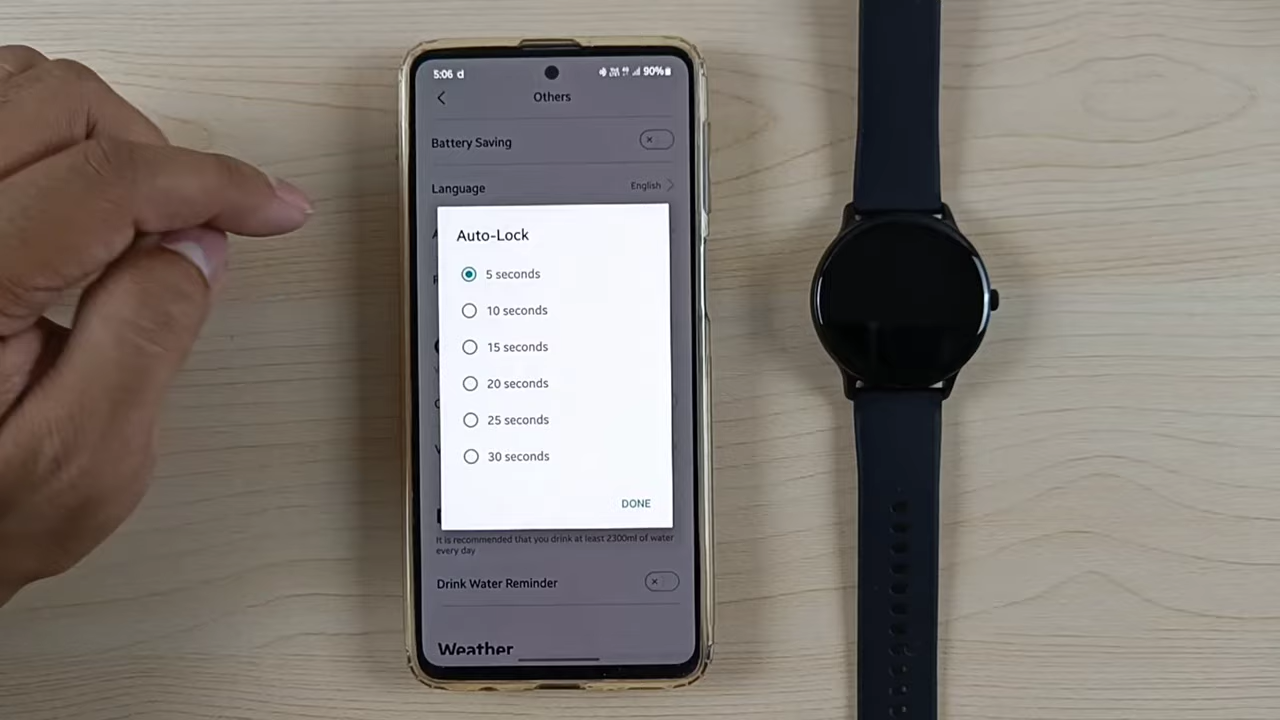 5:06 d
90%
Others
Battery Saving
Language
English
Auto-Lock
5 seconds
10 seconds
15 seconds
20 seconds
25 seconds
30 seconds
DONE
It is recommended that you drink at least 2300ml of water
every day
Drink Water Reminder
Weather